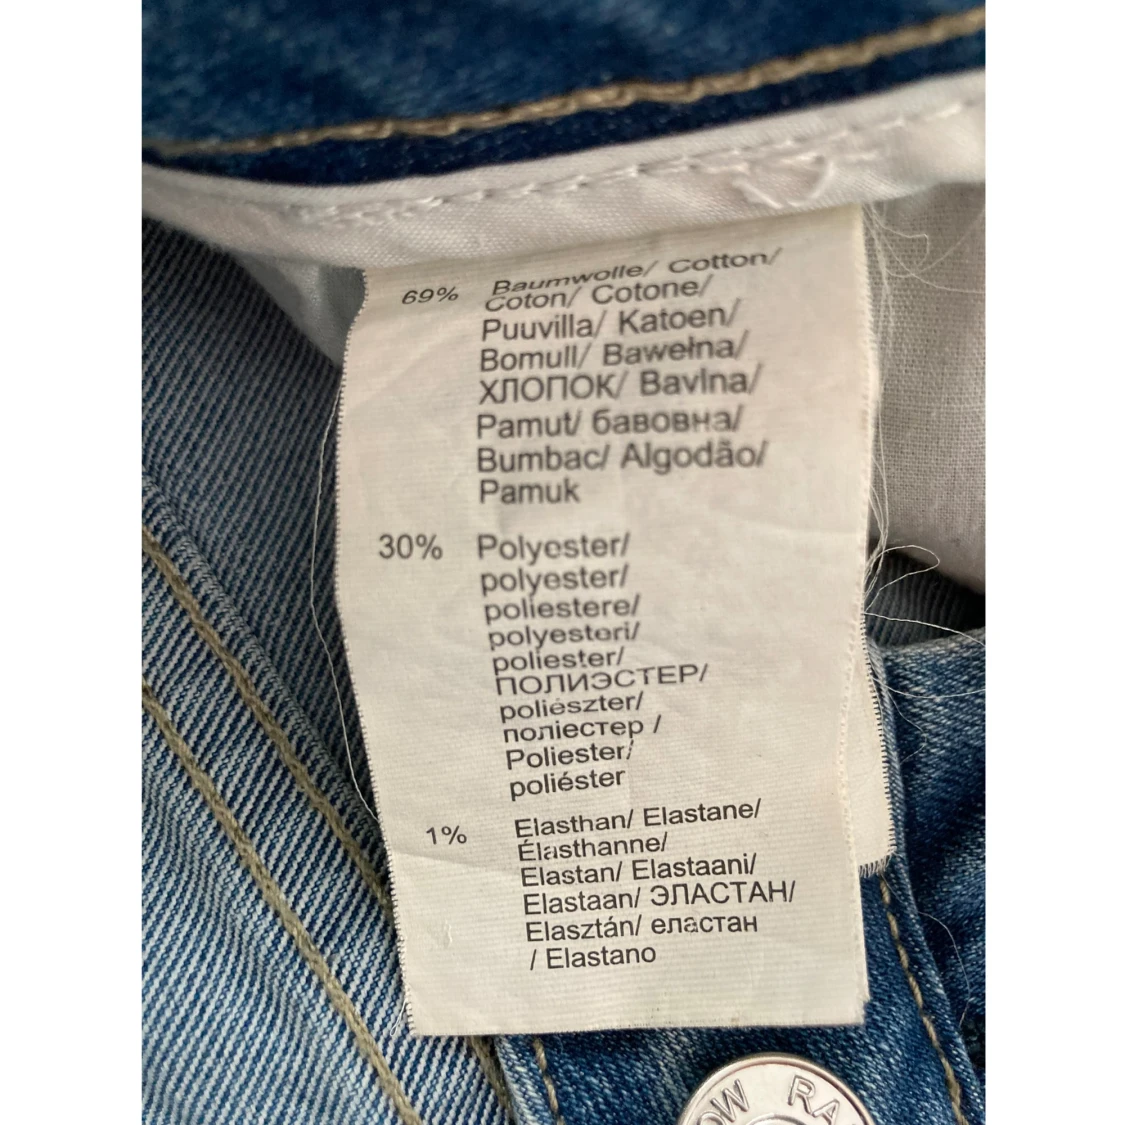 69% Baumwolle/ Cotton/
Coton/ Cotone/
Puuvilla/ Katoen/
Bomull/ Bawełna/
ХЛОПОК/ Bavlna/
Pamut/ бавовна/
Bumbac/ Algodão/
Pamuk
30% Polyester/
polyester/
poliestere/
polyesteri/
poliester/
ПОЛИЭСТЕР/
poliészter/
поліестер /
Poliester/
poliéster
1% Elasthan/ Elastane/
Élasthanne/
Elastan/ Elastaani/
Elastaan/ ЭЛАСТАН/
Elasztán/ еластан
/ Elastano